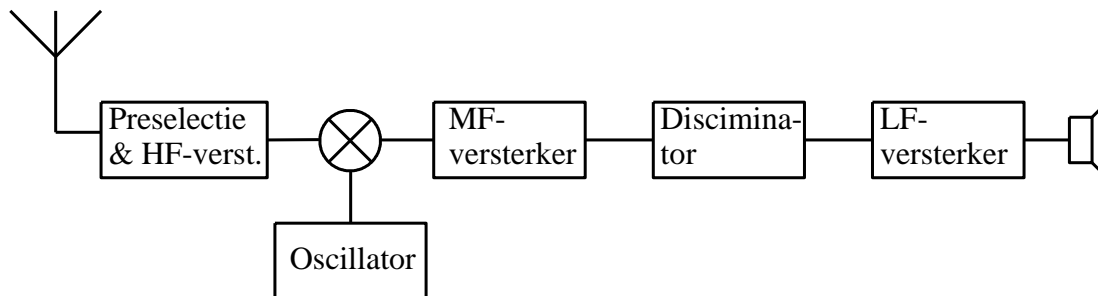 Preselectie
& HF-verst.
MF-
versterker
Discimina-
tor
LF-
versterker
Oscillator